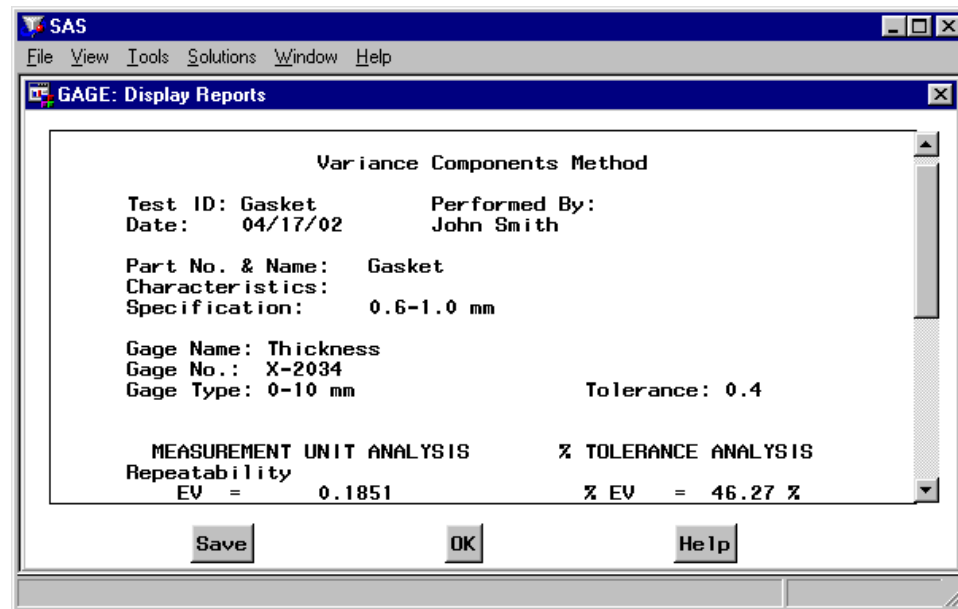 SAS
File View Tools Solutions Window Help
GAGE: Display Reports
Variance Components Method
Test ID: Gasket Performed By:
Date: 04/17/02 John Smith
Part No. & Name: Gasket
Characteristics:
Specification: 0.6-1.0 mm
Gage Name: Thickness
Gage No.: X-2034
Gage Type: 0-10 mm Tolerance: 0.4
MEASUREMENT UNIT ANALYSIS % TOLERANCE ANALYSIS
Repeatability
EV = 0.1851 % EV = 46.27 %
Save OK Help